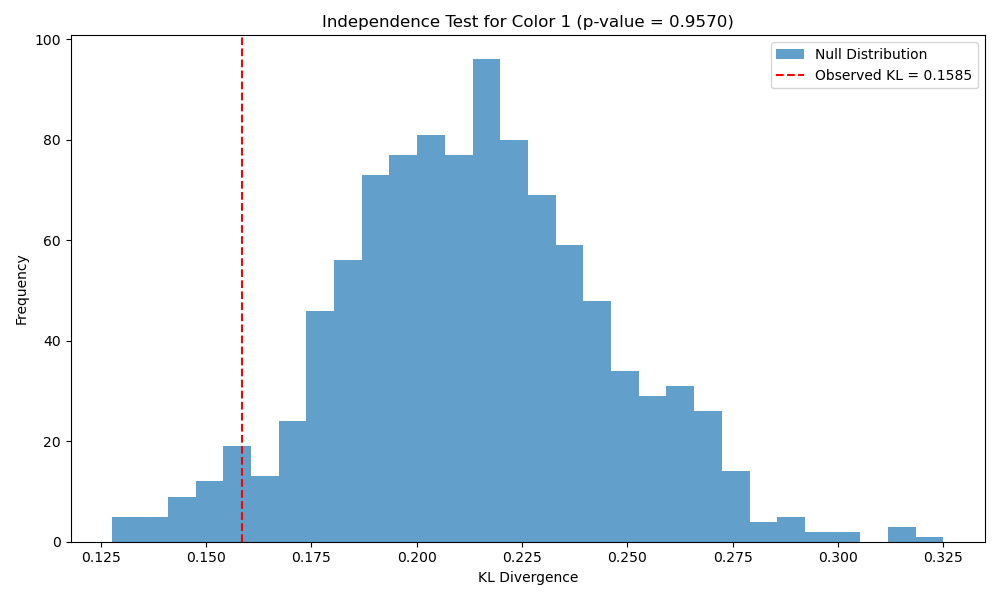 Independence Test for Color 1 (p-value = 0.9570)
Null Distribution
Observed KL = 0.1585
Frequency
100
80
60
40
20
0
0.125 0.150 0.175 0.200 0.225 0.250 0.275 0.300 0.325
KL Divergence